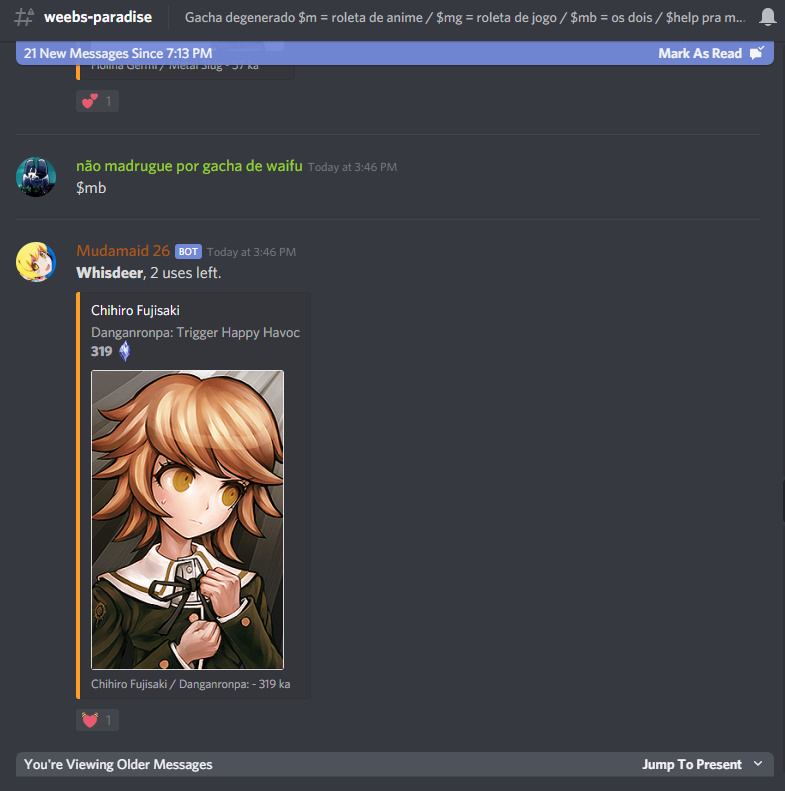 weebs-paradise
Gacha degenerado $m = roleta de anime / $mg = roleta de jogo / $mb = os dois / $help pra m...
21 New Messages Since 7:13 PM
Mark As Read
Metal Slug - 37 ka
1
não madrugue por gacha de waifu Today at 3:46 PM
$mb
Mudamaid 26 BOT Today at 3:46 PM
Whisdeer, 2 uses left.
Chihiro Fujisaki
Danganronpa: Trigger Happy Havoc
319
Chihiro Fujisaki / Danganronpa: - 319 ka
1
You're Viewing Older Messages
Jump To Present